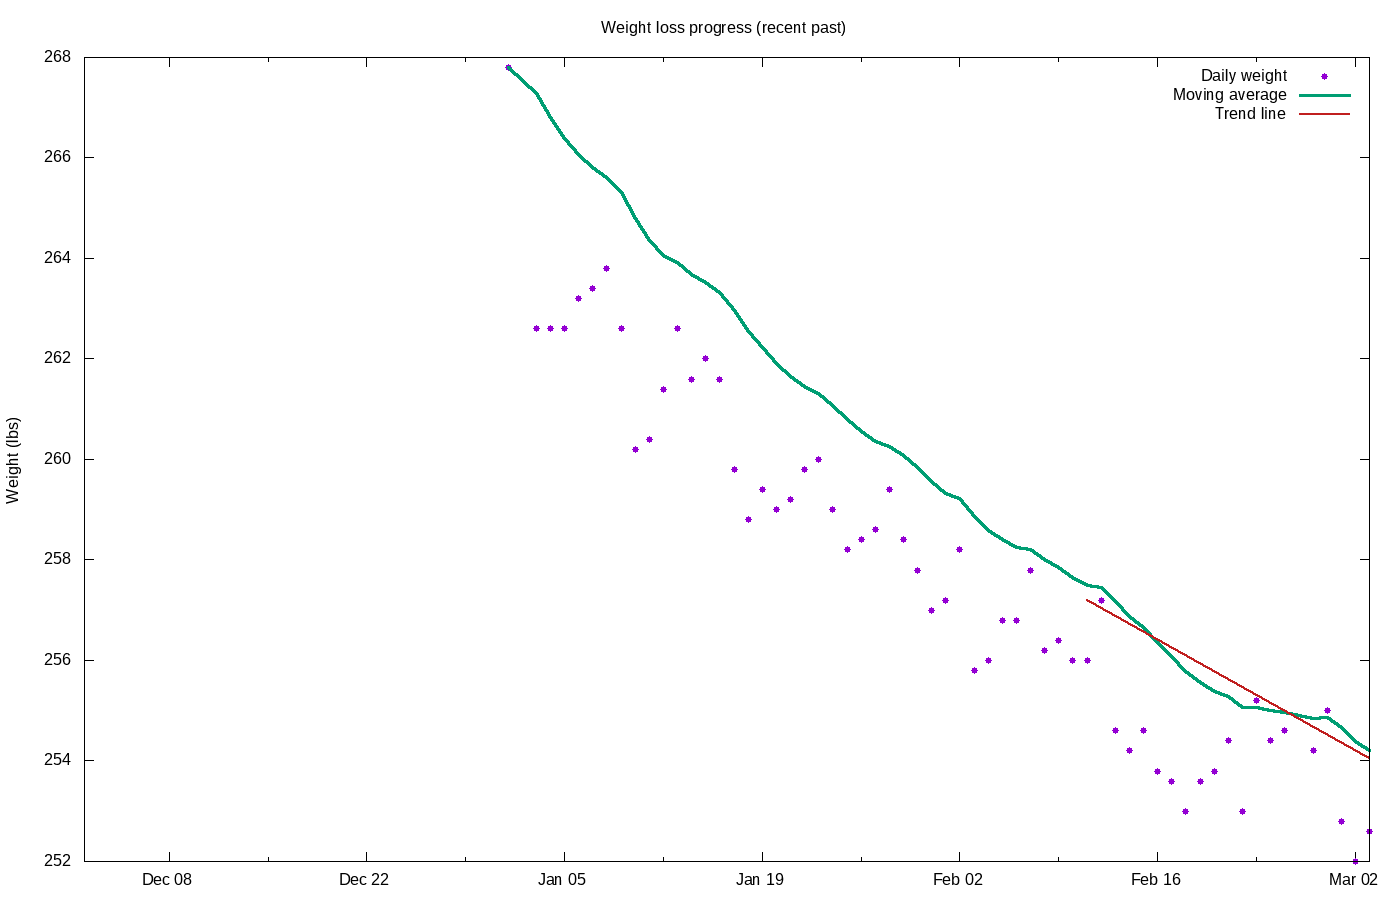 Weight loss progress (recent past)
Daily weight
Moving average
Trend line
Weight (lbs)
268
266
264
262
260
258
256
254
252
Dec 08 Dec 22 Jan 05 Jan 19 Feb 02 Feb 16 Mar 02